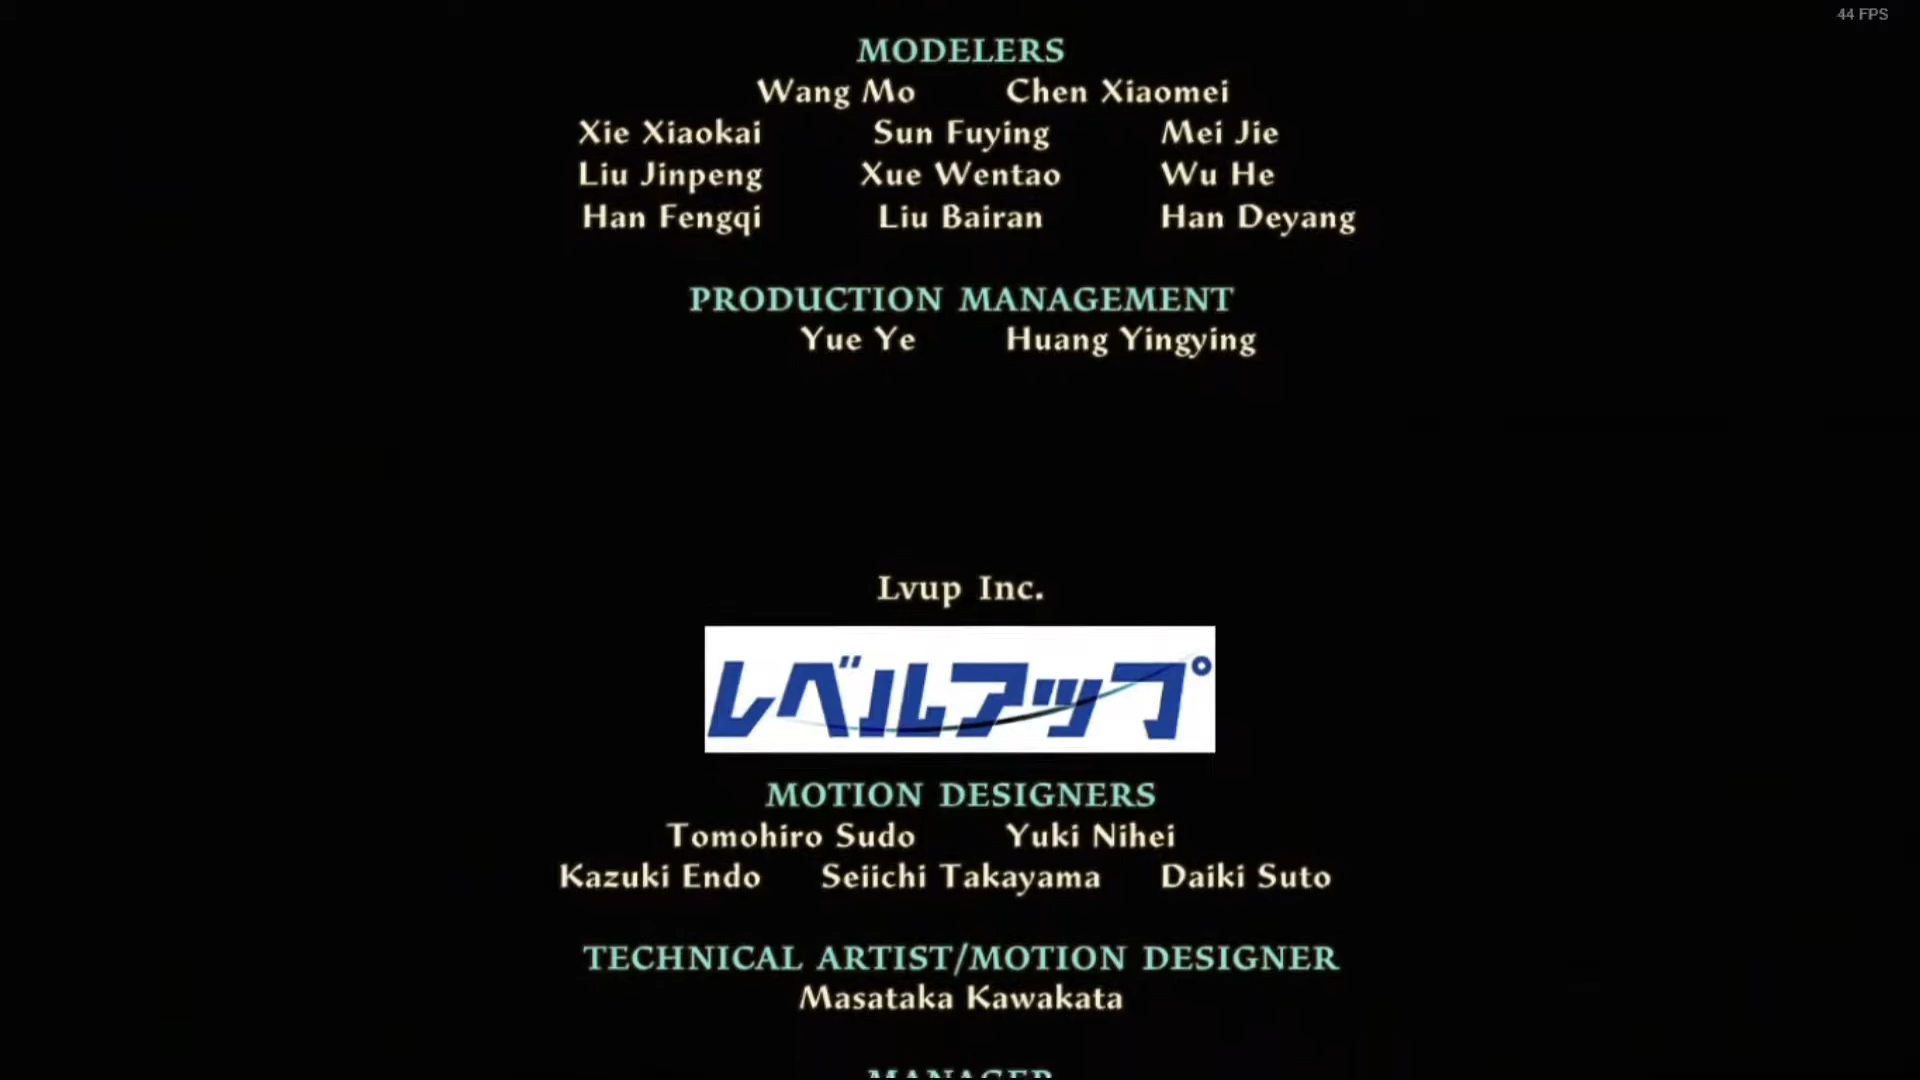 44 FPS
MODELERS
Wang Mo Chen Xiaomei
Xie Xiaokai Sun Fuying Mei Jie
Liu Jinpeng Xue Wentao Wu He
Han Fengqi Liu Bairan Han Deyang
PRODUCTION MANAGEMENT
Yue Ye Huang Yingying
Lvup Inc.
レベルアップ
MOTION DESIGNERS
Tomohiro Sudo Yuki Nihei
Kazuki Endo Seiichi Takayama Daiki Suto
TECHNICAL ARTIST/MOTION DESIGNER
Masataka Kawakata
MANAGER